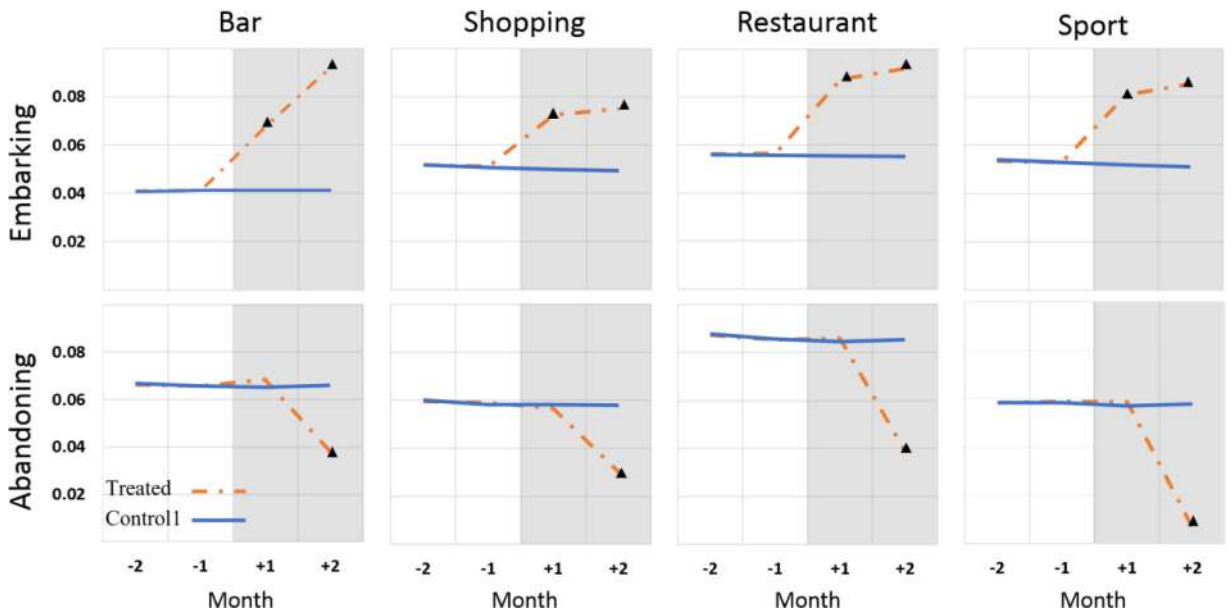 Bar Shopping Restaurant Sport
Embarking
0.08
0.06
0.04
0.02
Abandoning
0.08
0.06
0.04
0.02
Treated
Control1
-2 -1 +1 +2 -2 -1 +1 +2 -2 -1 +1 +2 -2 -1 +1 +2
Month Month Month Month